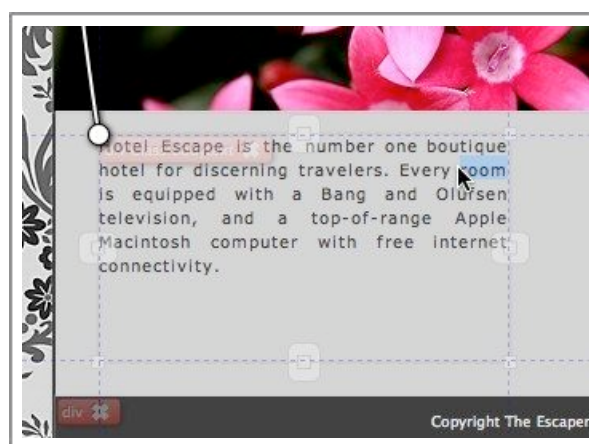 Hotel Escape is the number one boutique
hotel for discerning travelers. Every room
is equipped with a Bang and Olufsen
television, and a top-of-range Apple
Macintosh computer with free internet
connectivity.
div
Copyright The Escaper